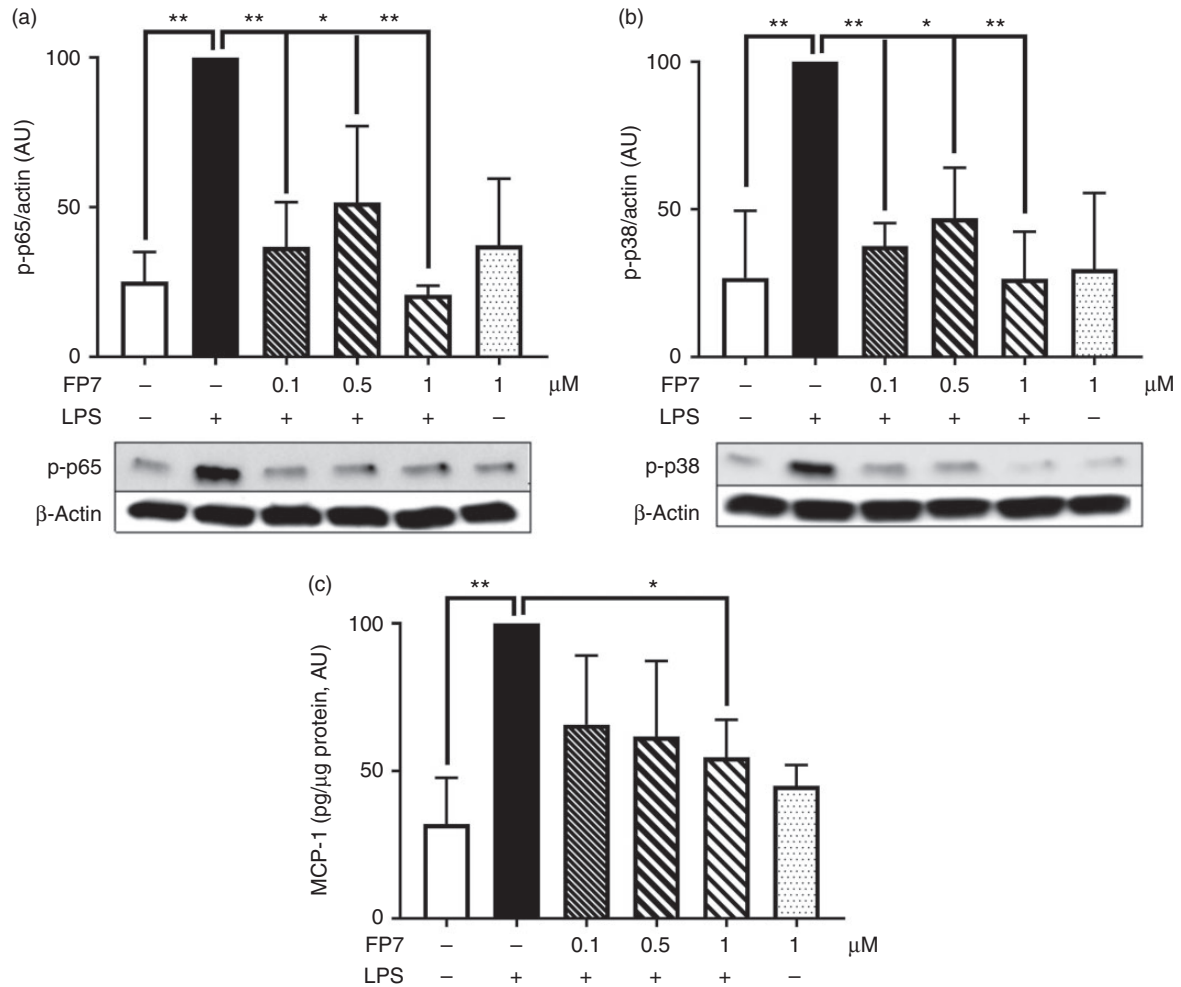 (a)
** ** * **
100
50
0
p-p65/actin (AU)
FP7 – – 0.1 0.5 1 1 μM
LPS – + + + + –
p-p65
β-Actin
(b)
** ** * **
100
50
0
p-p38/actin (AU)
FP7 – – 0.1 0.5 1 1 μM
LPS – + + + + –
p-p38
β-Actin
(c)
** *
100
50
0
MCP-1 (pg/μg protein, AU)
FP7 – – 0.1 0.5 1 1 μM
LPS – + + + + –